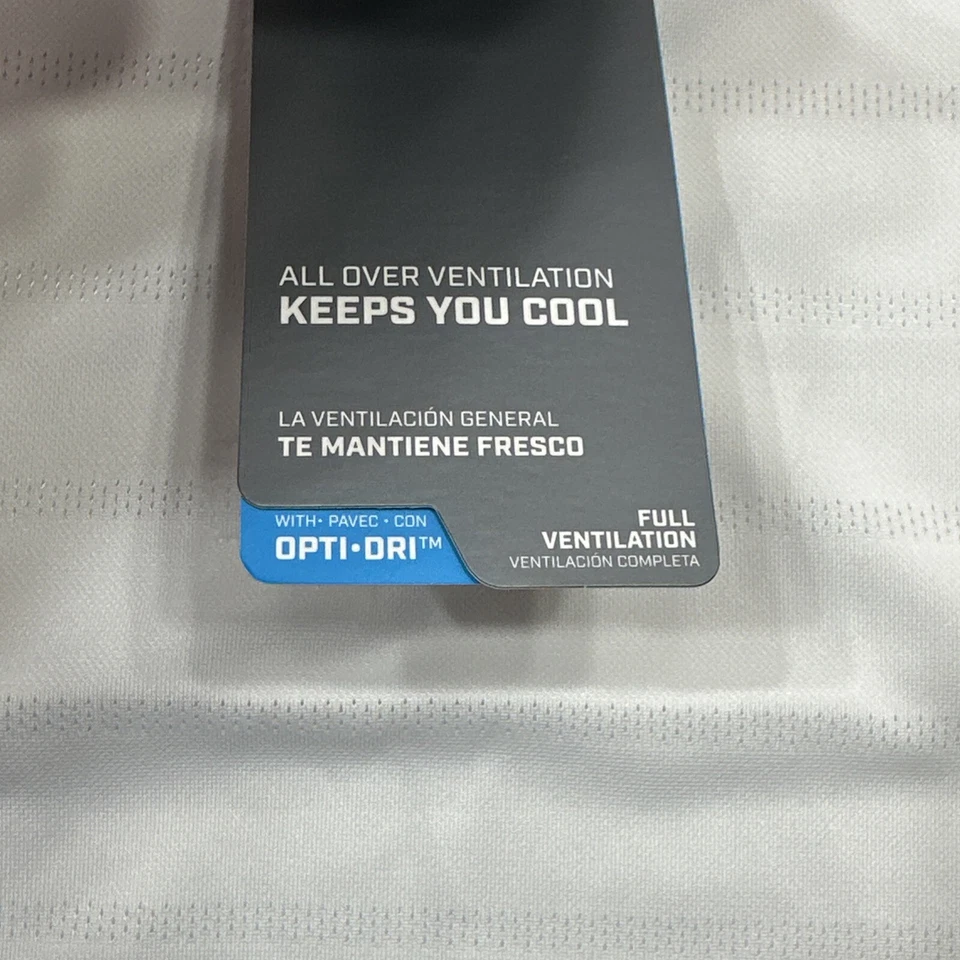 ALL OVER VENTILATION
KEEPS YOU COOL
LA VENTILACIÓN GENERAL
TE MANTIENE FRESCO
WITH• PAVEC • CON
OPTI•DRI™
FULL
VENTILATION
VENTILACIÓN COMPLETA